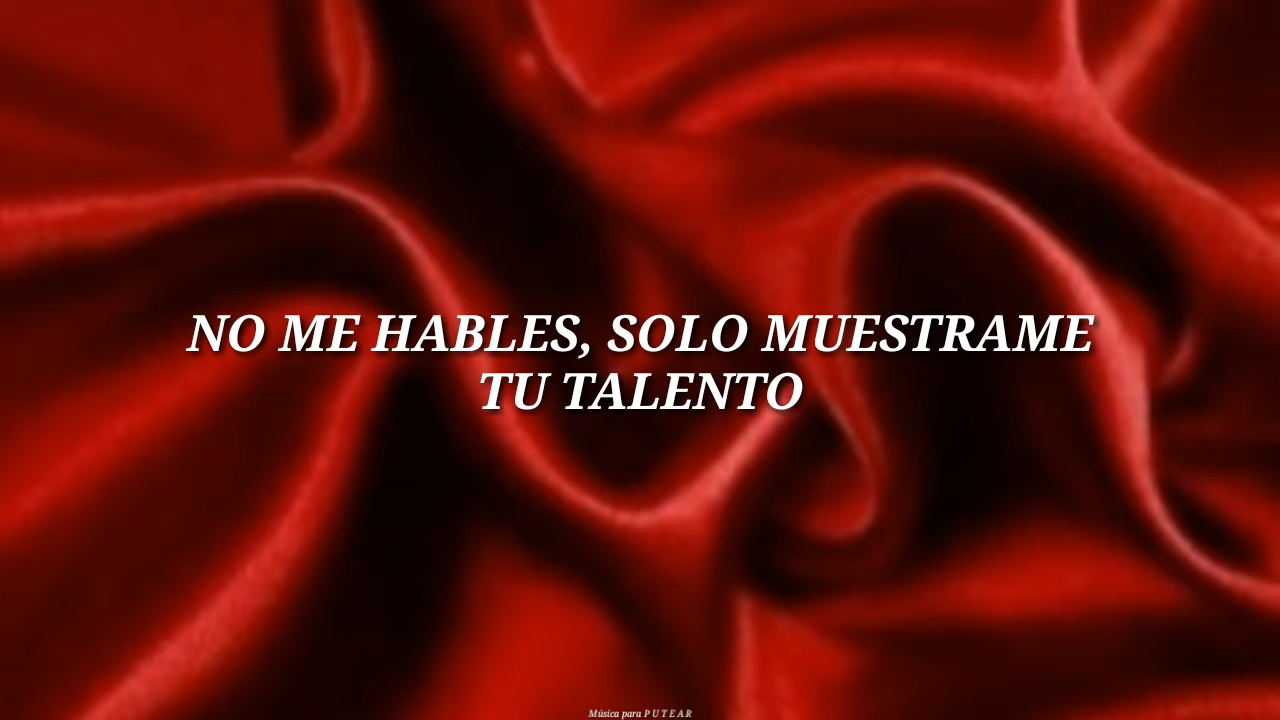 NO ME HABLES, SOLO MUESTRAME
TU TALENTO
Música para P U T E A R